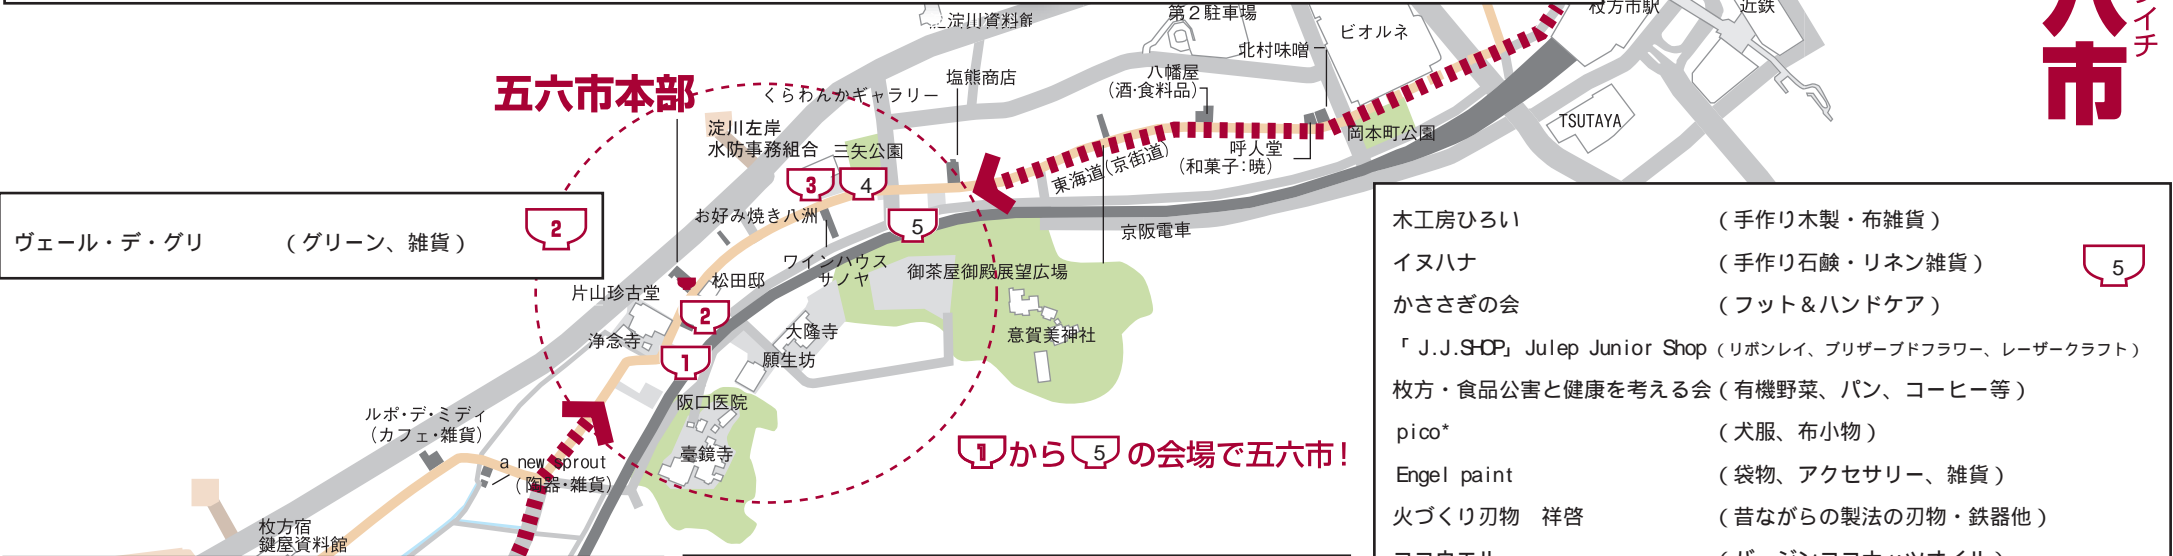 淀川資料館
第2駐車場
枚方市駅
近鉄
イチ
六市
北村味噌
ビオルネ
五六市本部
塩熊商店
八幡屋
(酒・食料品)
くらわんかギャラリー
淀川左岸
水防事務組合
三矢公園
TSUTAYA
岡本町公園
呼人堂
(和菓子:暁)
東海道(京街道)
3
4
お好み焼き八洲
5
京阪電車
ヴェール・デ・グリ (グリーン、雑貨)
2
ワインハウス
サノヤ
御茶屋御殿展望広場
松田邸
片山珍古堂
2
浄念寺
大隆寺
意賀美神社
1
願生坊
阪口医院
ルポ・デ・ミディ
(カフェ・雑貨)
臺鏡寺
a new sprout
(陶器・雑貨)
枚方宿
鍵屋資料館
1から5の会場で五六市!
木工房ひろい (手作り木製・布雑貨)
イヌハナ (手作り石鹸・リネン雑貨)
5
かささぎの会 (フット&ハンドケア)
「J.J.SHOP」Julep Junior Shop (リボンレイ、ブリザーブドフラワー、レーザークラフト)
枚方・食品公害と健康を考える会 (有機野菜、パン、コーヒー等)
pico* (犬服、布小物)
Engel paint (袋物、アクセサリー、雑貨)
火づくり刃物 祥啓 (昔ながらの製法の刃物・鉄器他)